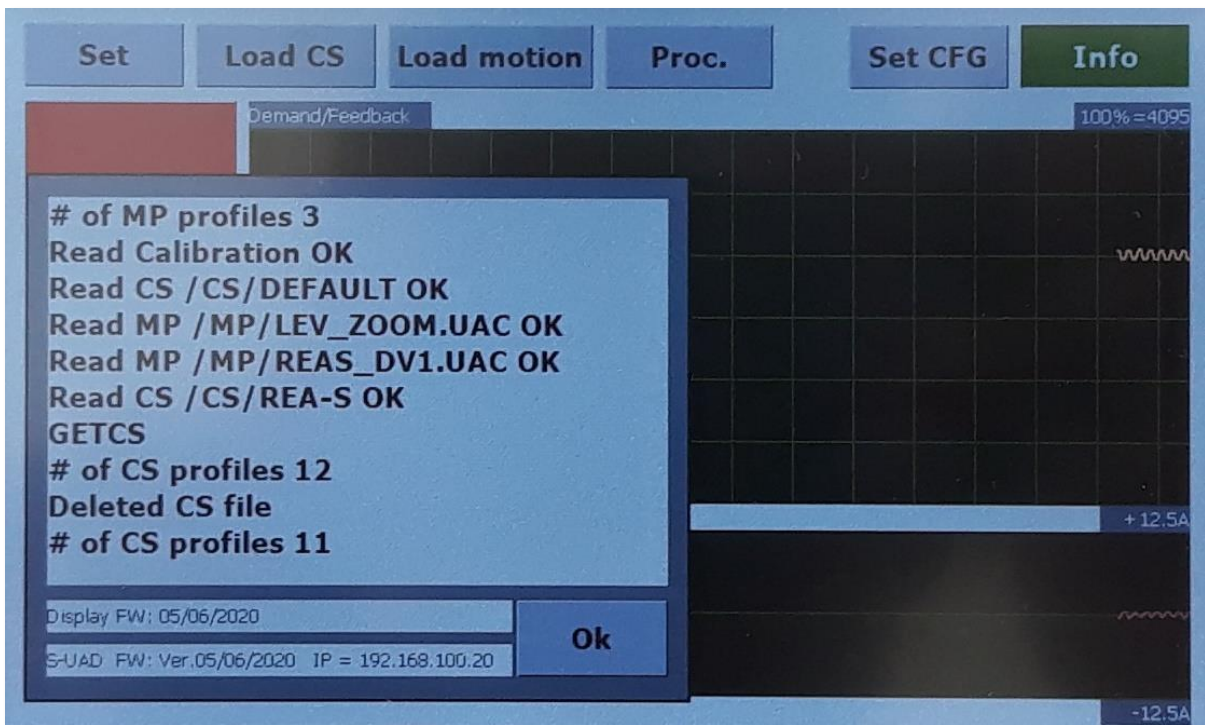 Set Load CS Load motion Proc. Set CFG Info
Demand/Feedback 100%=4095
# of MP profiles 3
Read Calibration OK
Read CS /CS/DEFAULT OK
Read MP /MP/LEV_ZOOM.UAC OK
Read MP /MP/REAS_DV1.UAC OK
Read CS /CS/REA-S OK
GETCS
# of CS profiles 12
Deleted CS file
# of CS profiles 11
+12.5A
Display FW: 05/06/2020
Ok
S-UAD FW: Ver.05/06/2020 IP = 192.168.100.20
-12.5A